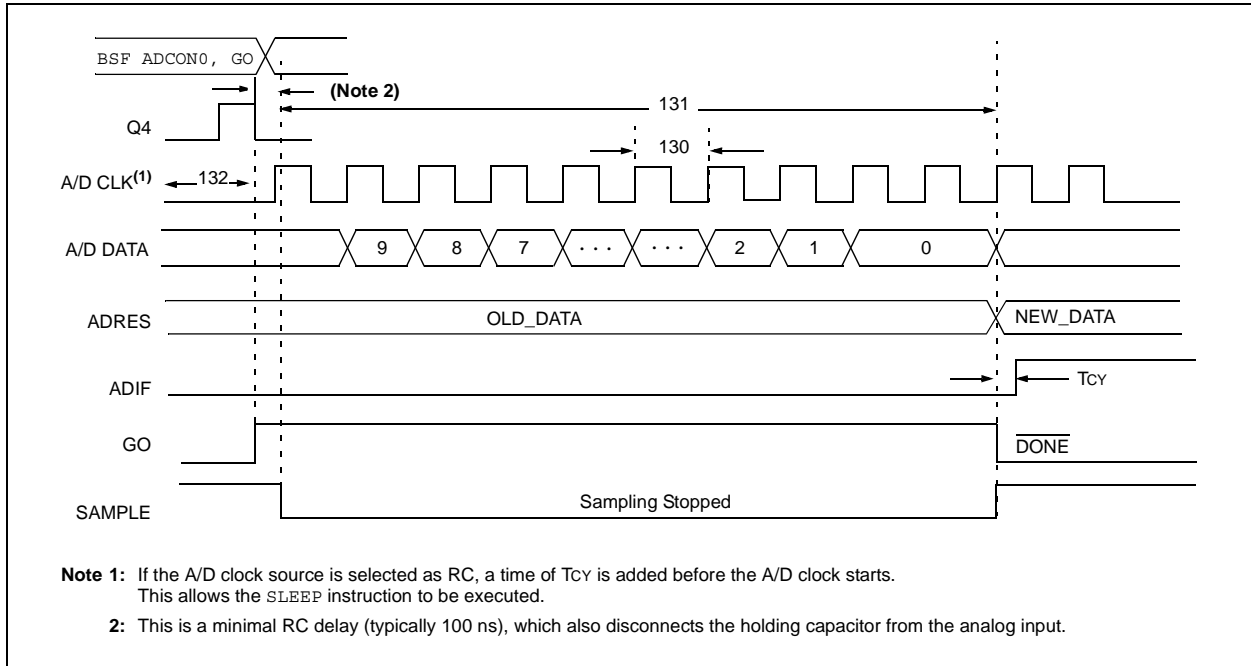 BSF ADCON0, GO
(Note 2)
131
Q4
130
A/D CLK(1)
132
A/D DATA
9 8 7 · · · · · · 2 1 0
ADRES
OLD_DATA
NEW_DATA
ADIF
TCY
GO
DONE
SAMPLE
Sampling Stopped
Note 1: If the A/D clock source is selected as RC, a time of TCY is added before the A/D clock starts.
This allows the SLEEP instruction to be executed.
2: This is a minimal RC delay (typically 100 ns), which also disconnects the holding capacitor from the analog input.